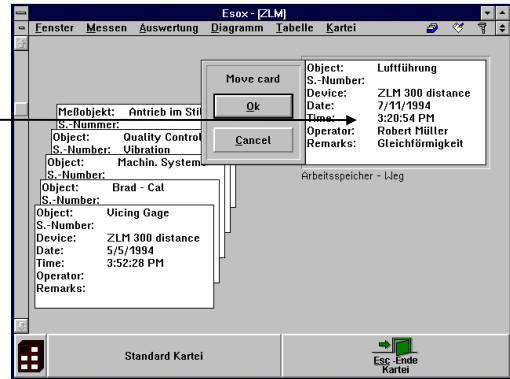 Esox - [ZLM]
Fenster Messen Auswertung Diagramm Tabelle Kartei
Meßobjekt: Antrieb im Stil
S.-Nummer:
Object: Quality Control
S.-Number: Vibration
Object: Machin. Systems
S.-Number:
Object: Brad - Cal
S.-Number:
Object: Vicing Gage
S.-Number:
Device: ZLM 300 distance
Date: 5/5/1994
Time: 3:52:28 PM
Operator:
Remarks:
Move card
Ok
Cancel
Object: Luftführung
S.-Number:
Device: ZLM 300 distance
Date: 7/11/1994
Time: 3:20:54 PM
Operator: Robert Müller
Remarks: Gleichförmigkeit
Arbeitsspeicher - Weg
Standard Kartei
Esc -Ende
Kartei